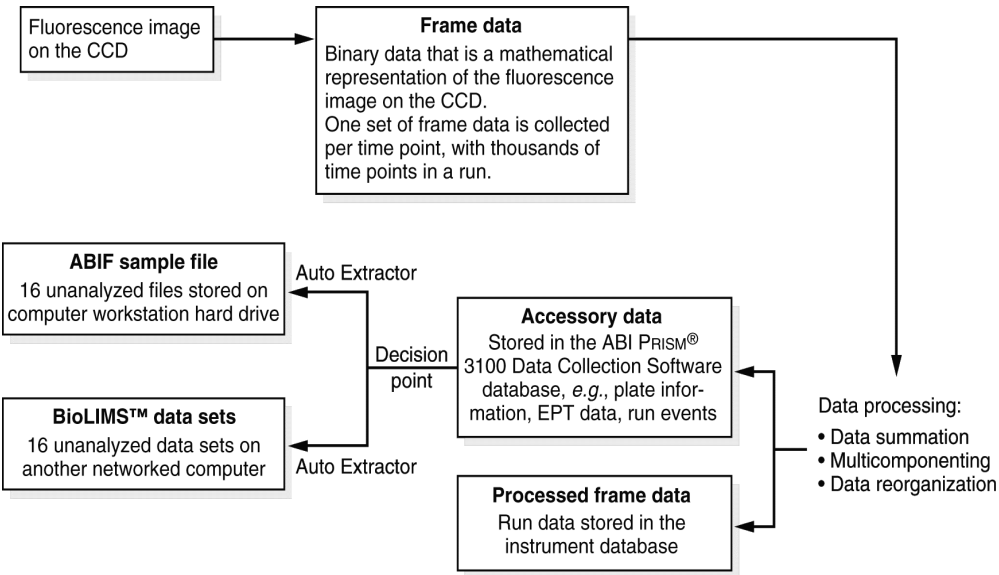 Fluorescence image
on the CCD
Frame data
Binary data that is a mathematical
representation of the fluorescence
image on the CCD.
One set of frame data is collected
per time point, with thousands of
time points in a run.
ABIF sample file
16 unanalyzed files stored on
computer workstation hard drive
Auto Extractor
Decision
point
BioLIMS™ data sets
16 unanalyzed data sets on
another networked computer
Auto Extractor
Accessory data
Stored in the ABI PRISM®
3100 Data Collection Software
database, e.g., plate infor-
mation, EPT data, run events
Processed frame data
Run data stored in the
instrument database
Data processing:
• Data summation
• Multicomponenting
• Data reorganization